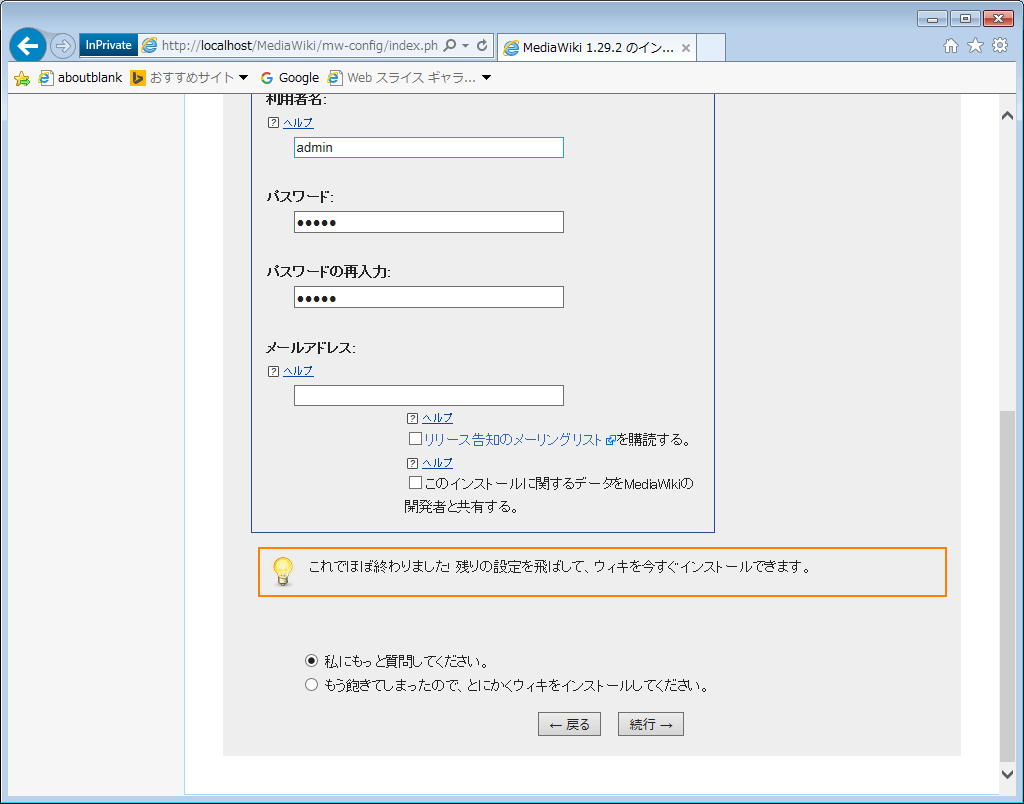 InPrivate
http://localhost/MediaWiki/mw-config/index.ph
MediaWiki 1.29.2 のイン...
aboutblank
おすすめサイト
Google
Web スライス ギャラ...
利用者名:
? ヘルプ
admin
パスワード:
●●●●●
パスワードの再入力:
●●●●●
メールアドレス:
? ヘルプ
? ヘルプ
リリース告知のメーリングリストを購読する。
? ヘルプ
このインストールに関するデータをMediaWikiの
開発者と共有する。
これでほぼ終わりました! 残りの設定を飛ばして、ウィキを今すぐインストールできます。
私にもっと質問してください。
もう飽きてしまったので、とにかくウィキをインストールしてください。
← 戻る
続行 →